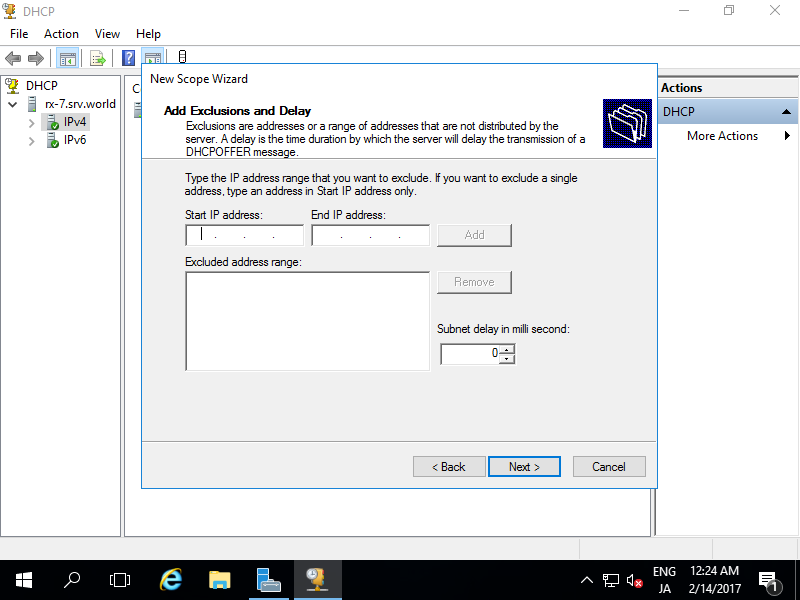 DHCP
File Action View Help
DHCP
rx-7.srv.world
IPv4
IPv6
New Scope Wizard
Add Exclusions and Delay
Exclusions are addresses or a range of addresses that are not distributed by the
server. A delay is the time duration by which the server will delay the transmission of a
DHCPOFFER message.
Type the IP address range that you want to exclude. If you want to exclude a single
address, type an address in Start IP address only.
Start IP address: End IP address:
. . . . . . Add
Excluded address range:
Remove
Subnet delay in milli second:
0
< Back Next > Cancel
Actions
DHCP
More Actions
ENG
JA
12:24 AM
2/14/2017
1